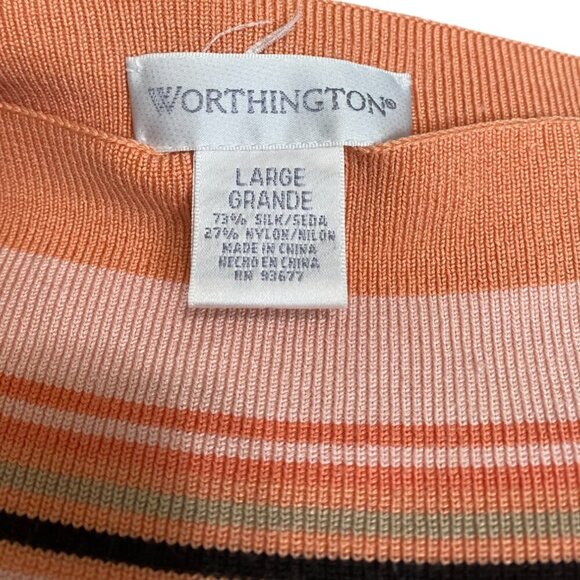 WORTHINGTON®
LARGE
GRANDE
73% SILK/SEDA
27% NYLON/NILON
MADE IN CHINA
HECHO EN CHINA
RN 93677